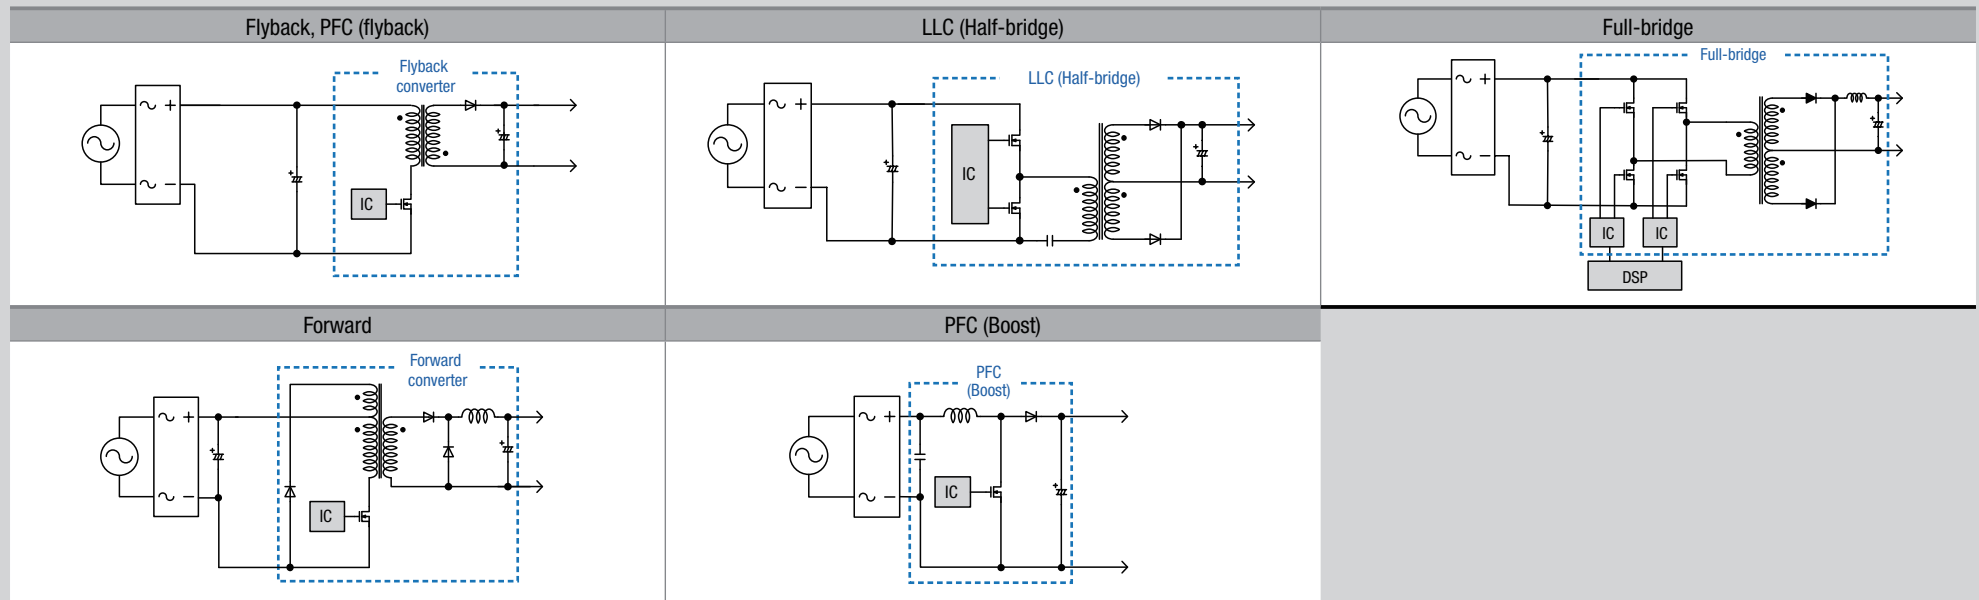 Flyback, PFC (flyback)
LLC (Half-bridge)
Full-bridge
Flyback
converter
+
−
+
IC
+
LLC (Half-bridge)
+
−
+
IC
+
Full-bridge
+
−
+
IC
IC
DSP
+
Forward
PFC (Boost)
Forward
converter
+
−
+
IC
+
PFC
(Boost)
+
−
IC
+